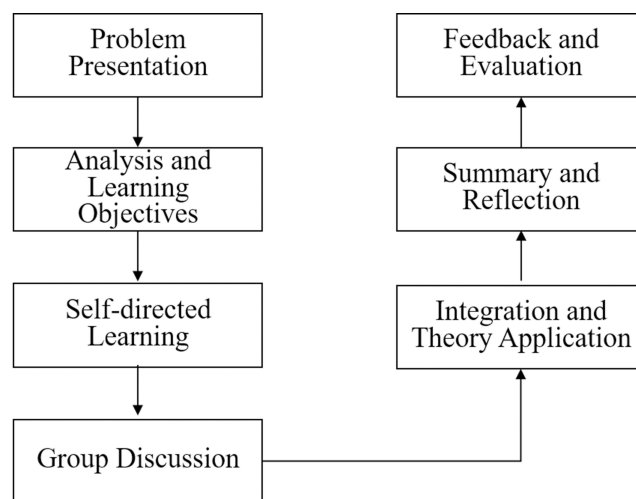 Problem
Presentation
Analysis and
Learning
Objectives
Self-directed
Learning
Group Discussion
Integration and
Theory Application
Summary and
Reflection
Feedback and
Evaluation